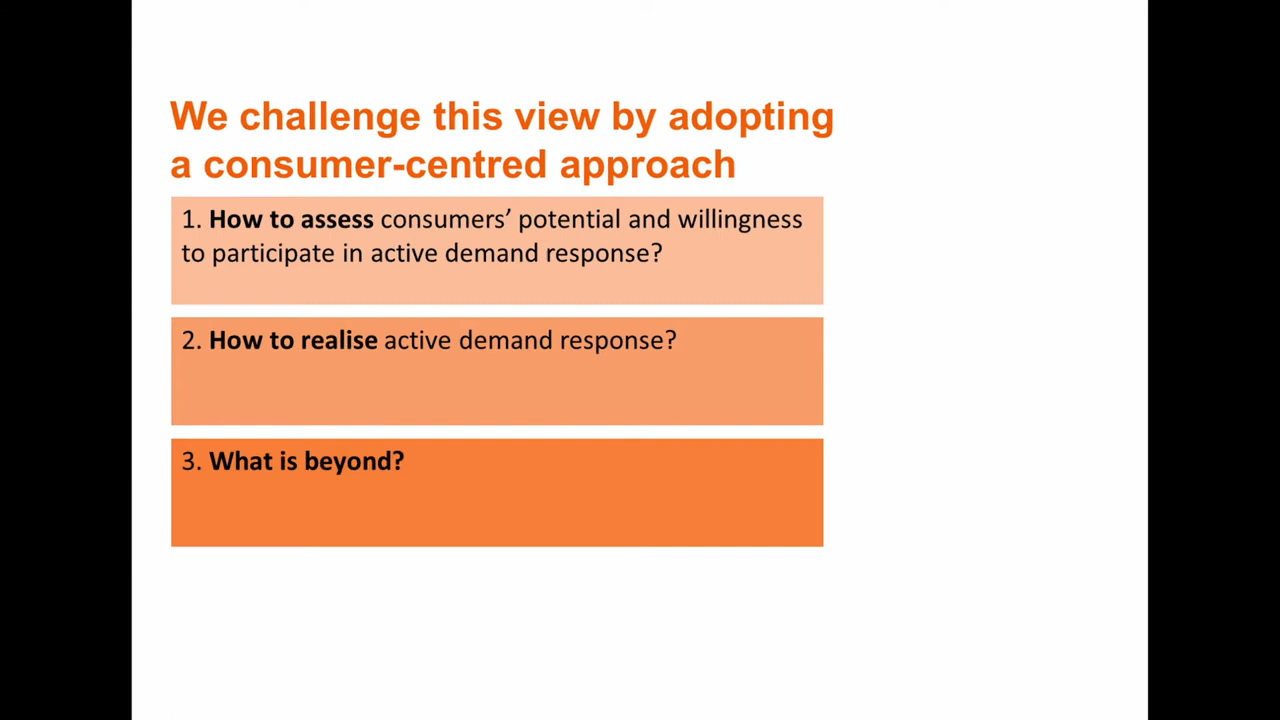 We challenge this view by adopting
a consumer-centred approach
1. How to assess consumers’ potential and willingness
to participate in active demand response?
2. How to realise active demand response?
3. What is beyond?